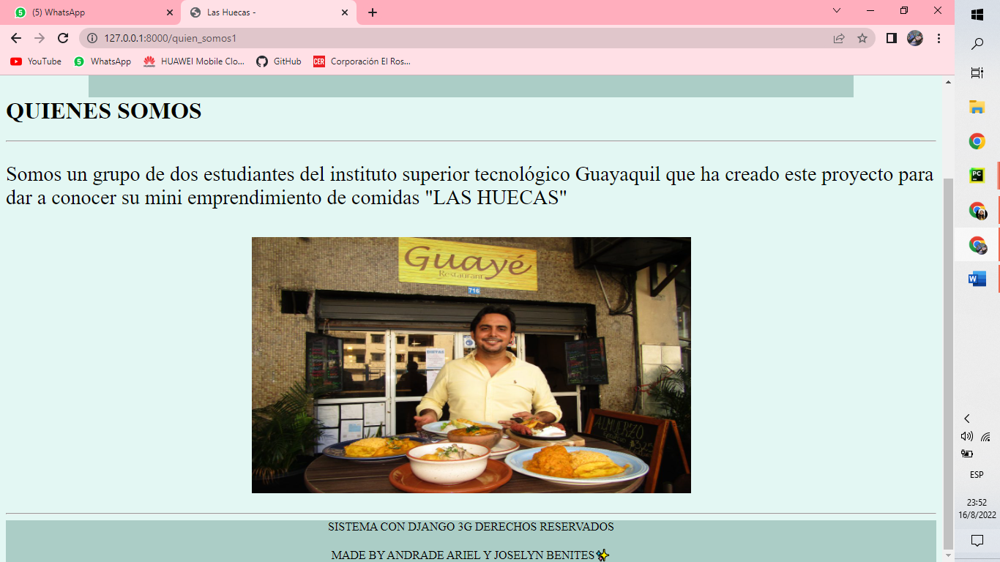 (5) WhatsApp
Las Huecas -
127.0.0.1:8000/quien_somos1
YouTube
WhatsApp
HUAWEI Mobile Clo...
GitHub
CER
Corporación El Ros...
QUIENES SOMOS
Somos un grupo de dos estudiantes del instituto superior tecnológico Guayaquil que ha creado este proyecto para
dar a conocer su mini emprendimiento de comidas "LAS HUECAS"
Guayé
Restaurant
716
DIETAS
ALMUERZO
SISTEMA CON DJANGO 3G DERECHOS RESERVADOS
MADE BY ANDRADE ARIEL Y JOSELYN BENITES✨
ESP
23:52
16/8/2022